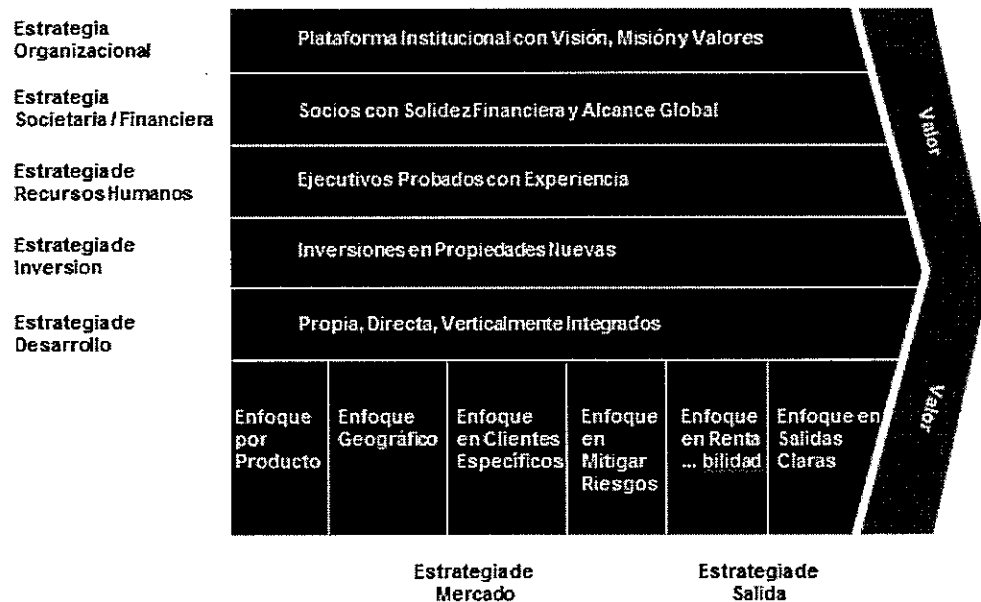 Estrategia
Organizacional
Plataforma Institucional con Visión, Misión y Valores
Estrategia
Societaria / Financiera
Socios con Solidez Financiera y Alcance Global
Estrategia de
Recursos Humanos
Ejecutivos Probados con Experiencia
Estrategia de
Inversion
Inversiones en Propiedades Nuevas
Estrategia de
Desarrollo
Propia, Directa, Verticalmente Integrados
Valor
Valor
Enfoque
por
Producto
Enfoque
Geográfico
Enfoque
en Clientes
Específicos
Enfoque
en
Mitigar
Riesgos
Enfoque
en Renta
... bilidad
Enfoque en
Salidas
Claras
Estrategia de
Mercado
Estrategia de
Salida